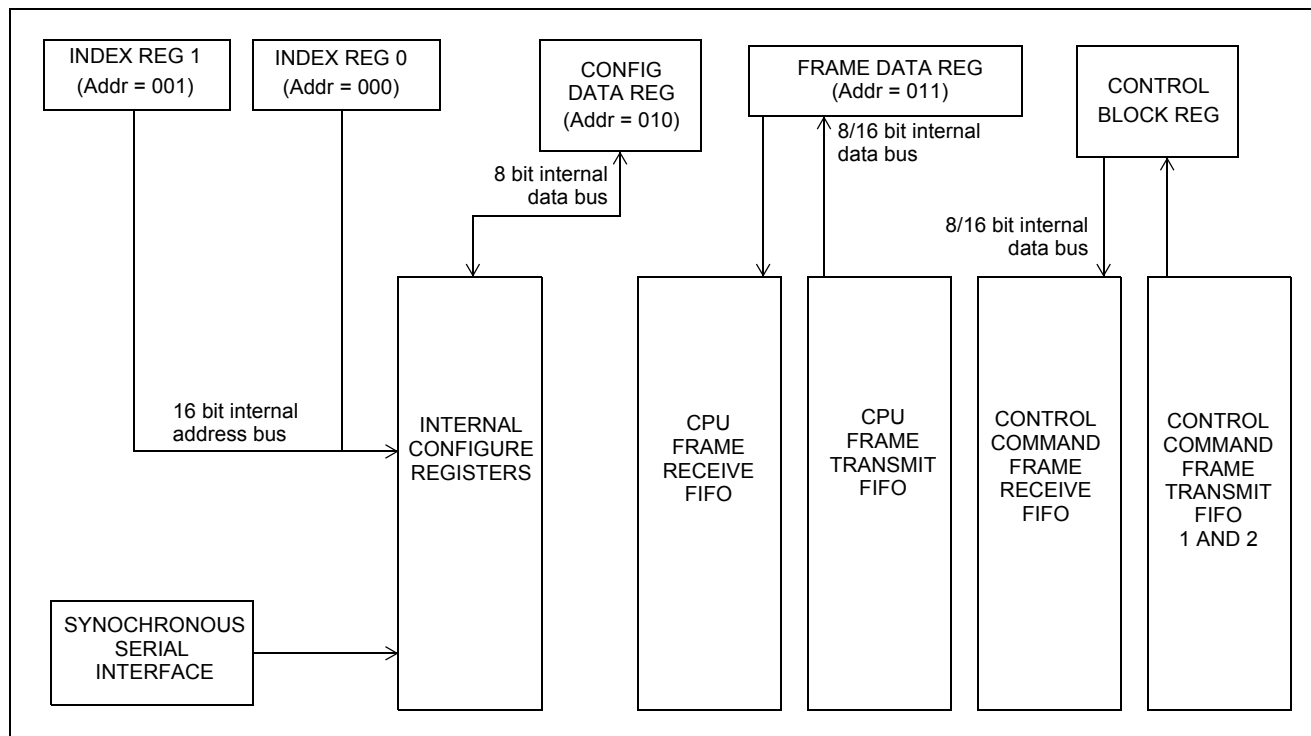 INDEX REG 1
(Addr = 001)
INDEX REG 0
(Addr = 000)
CONFIG
DATA REG
(Addr = 010)
FRAME DATA REG
(Addr = 011)
CONTROL
BLOCK REG
8 bit internal
data bus
8/16 bit internal
data bus
8/16 bit internal
data bus
16 bit internal
address bus
INTERNAL
CONFIGURE
REGISTERS
CPU
FRAME
RECEIVE
FIFO
CPU
FRAME
TRANSMIT
FIFO
CONTROL
COMMAND
FRAME
RECEIVE
FIFO
CONTROL
COMMAND
FRAME
TRANSMIT
FIFO
1 AND 2
SYNOCHRONOUS
SERIAL
INTERFACE